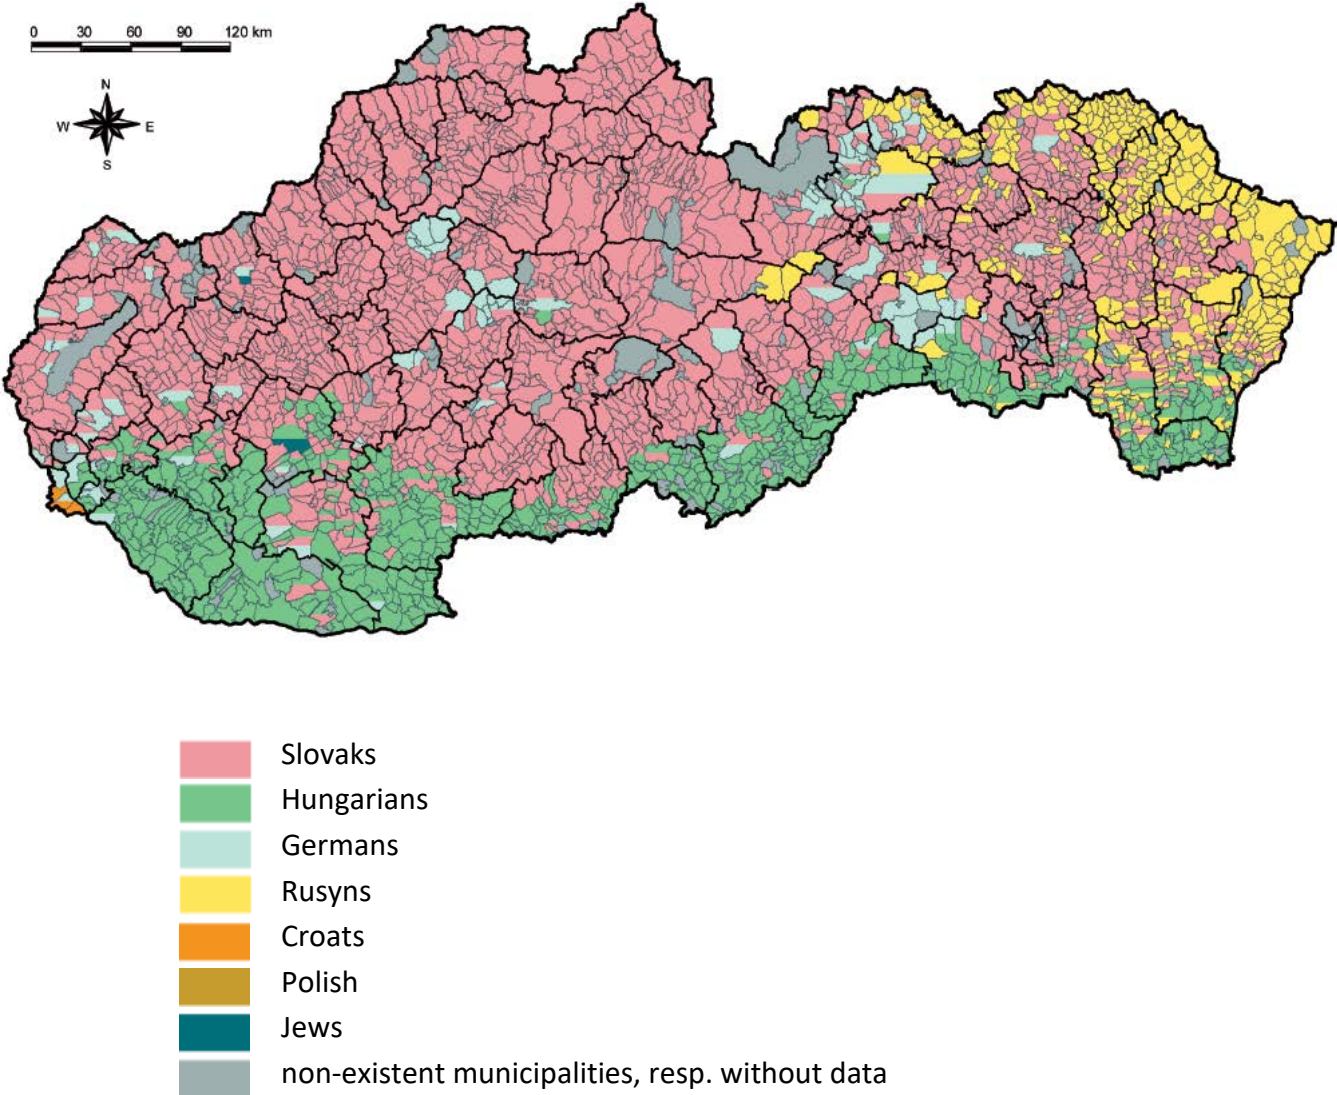 0 30 60 90 120 km
N
W E
S
Slovaks
Hungarians
Germans
Rusyns
Croats
Polish
Jews
non-existent municipalities, resp. without data